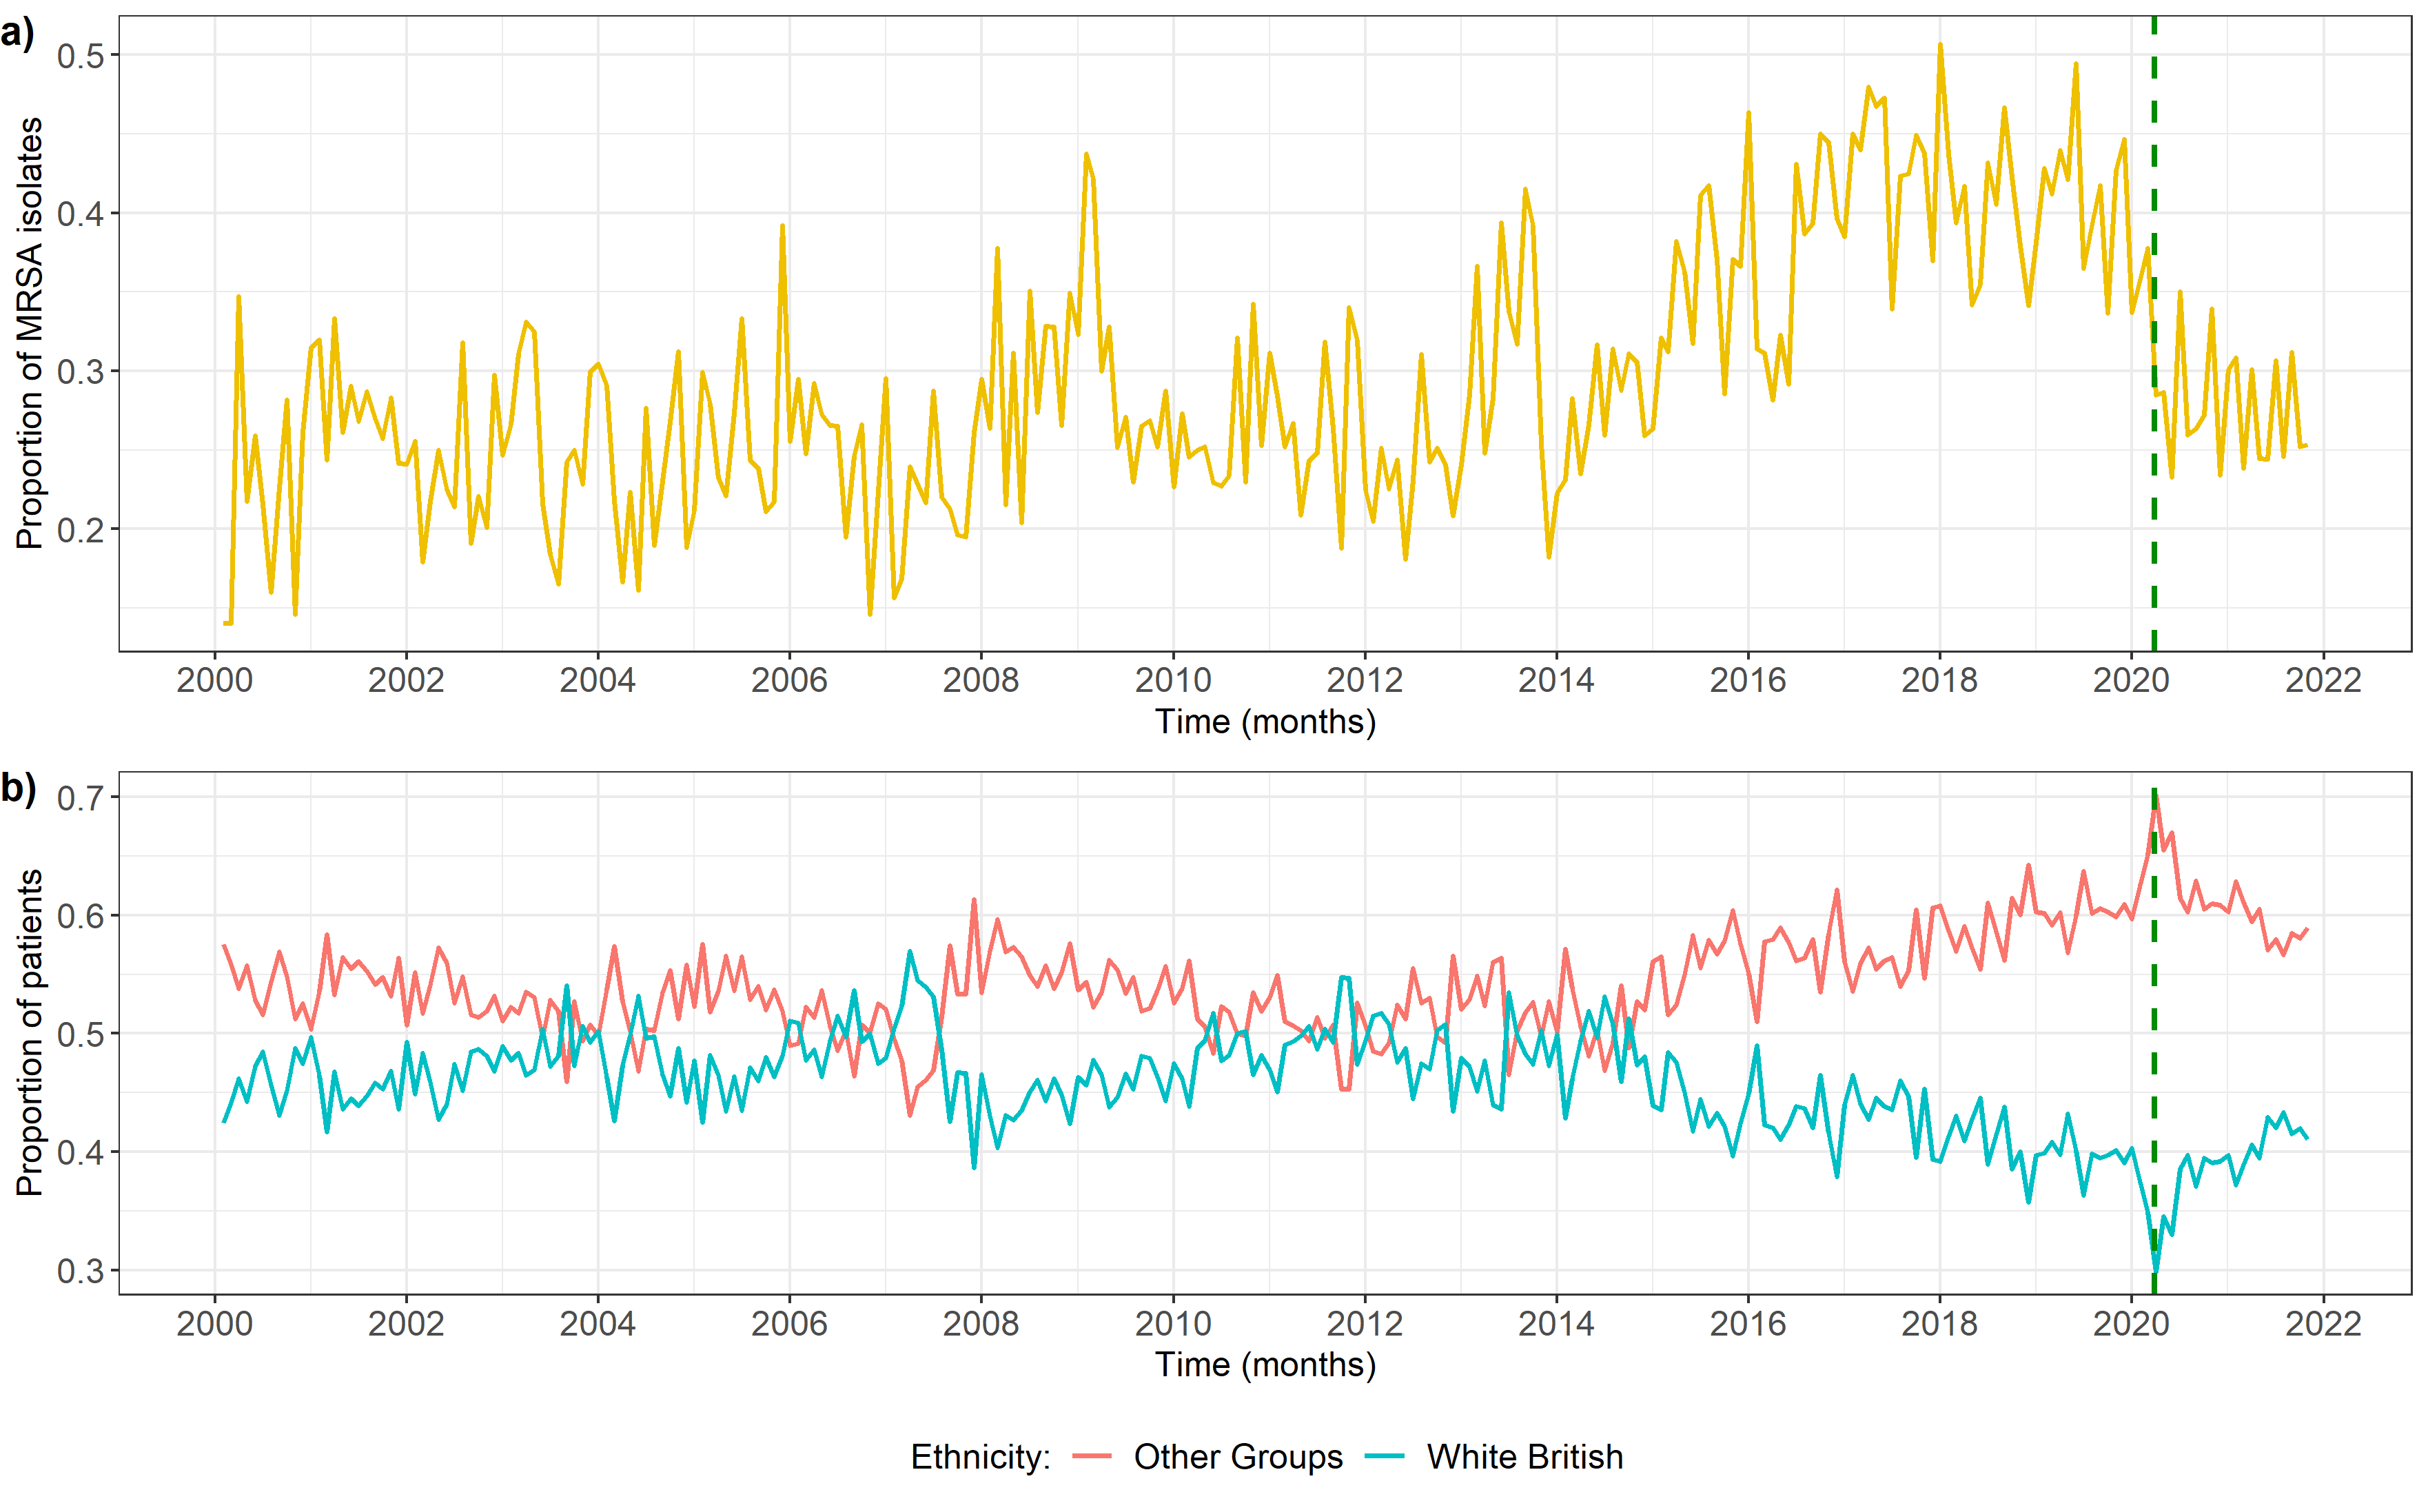 a)
Proportion of MRSA isolates
0.5
0.4
0.3
0.2
2000 2002 2004 2006 2008 2010 2012 2014 2016 2018 2020 2022
Time (months)
b)
Proportion of patients
0.7
0.6
0.5
0.4
0.3
2000 2002 2004 2006 2008 2010 2012 2014 2016 2018 2020 2022
Time (months)
Ethnicity: Other Groups White British